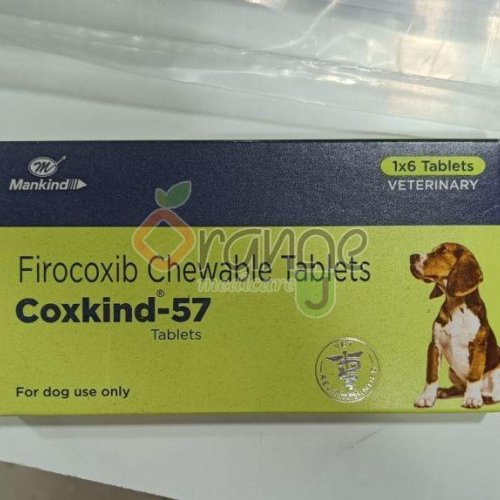 Mankind
1x6 Tablets
VETERINARY
Orange
medicare
Firocoxib Chewable Tablets
Coxkind®-57
Tablets
For dog use only